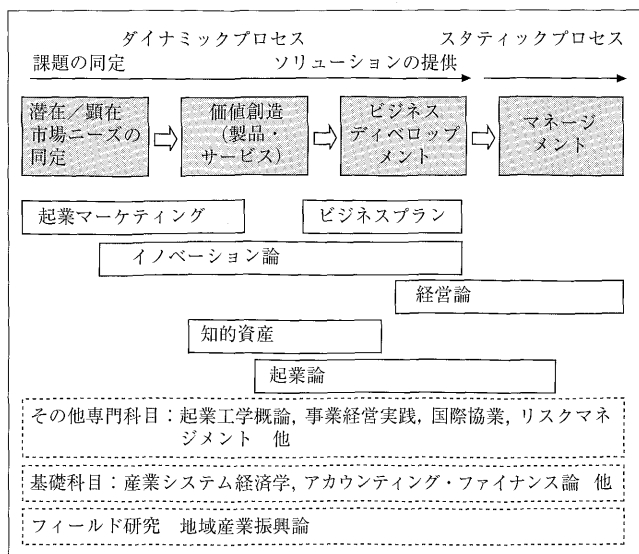 ダイナミックプロセス
スタティックプロセス
課題の同定
ソリューションの提供
潜在／顕在
市場ニーズの
同定
価値創造
（製品・
サービス）
ビジネス
ディベロップ
メント
マネージ
メント
起業マーケティング
ビジネスプラン
イノベーション論
経営論
知的資産
起業論
その他専門科目：起業工学概論，事業経営実践，国際協業，リスクマネ
ジメント　他
基礎科目：産業システム経済学，アカウンティング・ファイナンス論　他
フィールド研究　地域産業振興論